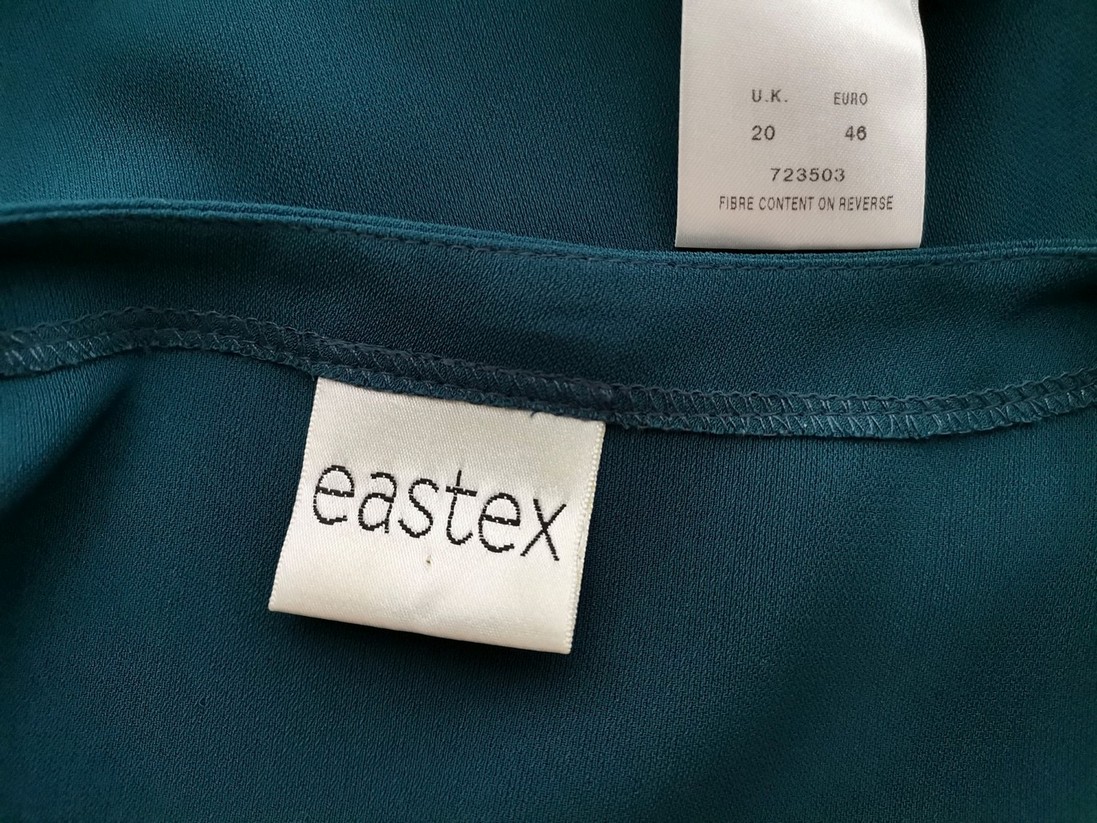 U.K. EURO
20 46
723503
FIBRE CONTENT ON REVERSE
eastex